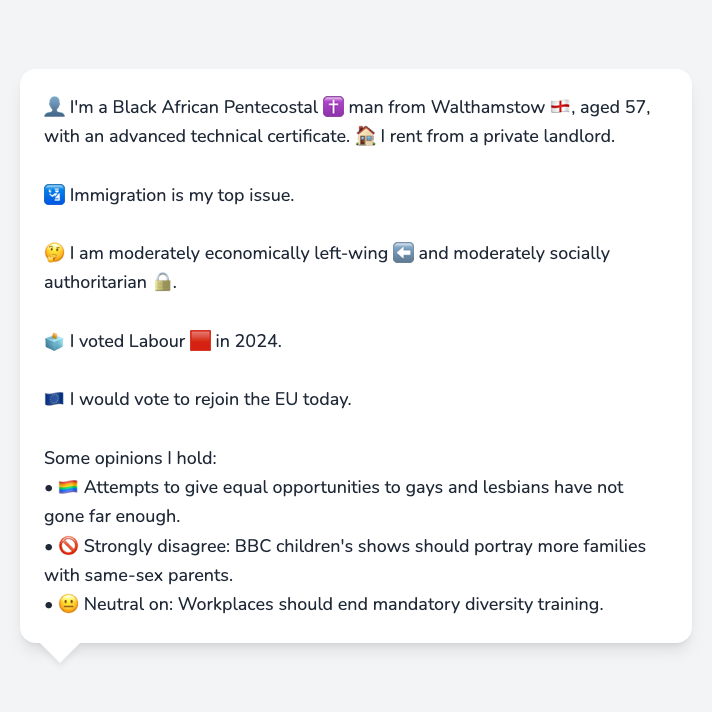 👤 I'm a Black African Pentecostal ✝️ man from Walthamstow 🏴󠁧󠁢󠁥󠁮󠁧󠁿, aged 57,
with an advanced technical certificate. 🏠 I rent from a private landlord.
🛂 Immigration is my top issue.
🤔 I am moderately economically left-wing ⬅️ and moderately socially
authoritarian 🔒.
🗳️ I voted Labour 🟥 in 2024.
🇪🇺 I would vote to rejoin the EU today.
Some opinions I hold:
• 🏳️‍🌈 Attempts to give equal opportunities to gays and lesbians have not
gone far enough.
• 🚫 Strongly disagree: BBC children's shows should portray more families
with same-sex parents.
• 😐 Neutral on: Workplaces should end mandatory diversity training.